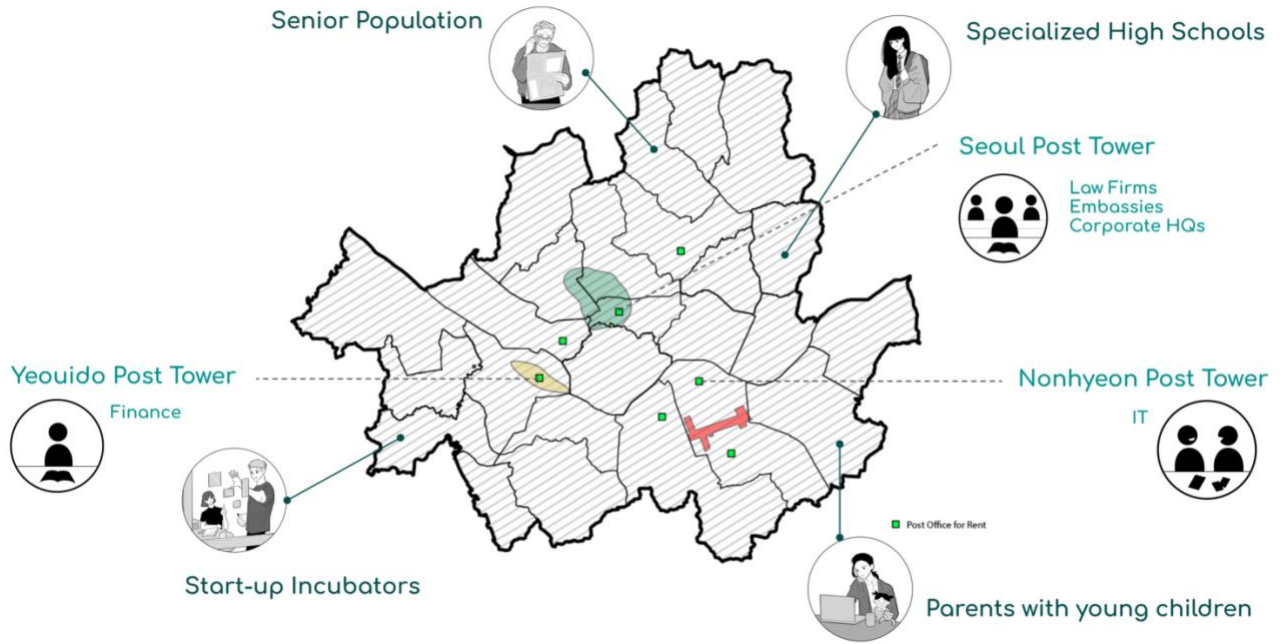 Senior Population
Specialized High Schools
Seoul Post Tower
Law Firms
Embassies
Corporate HQs
Yeouido Post Tower
Finance
Nonhyeon Post Tower
IT
Post Office for Rent
Start-up Incubators
Parents with young children